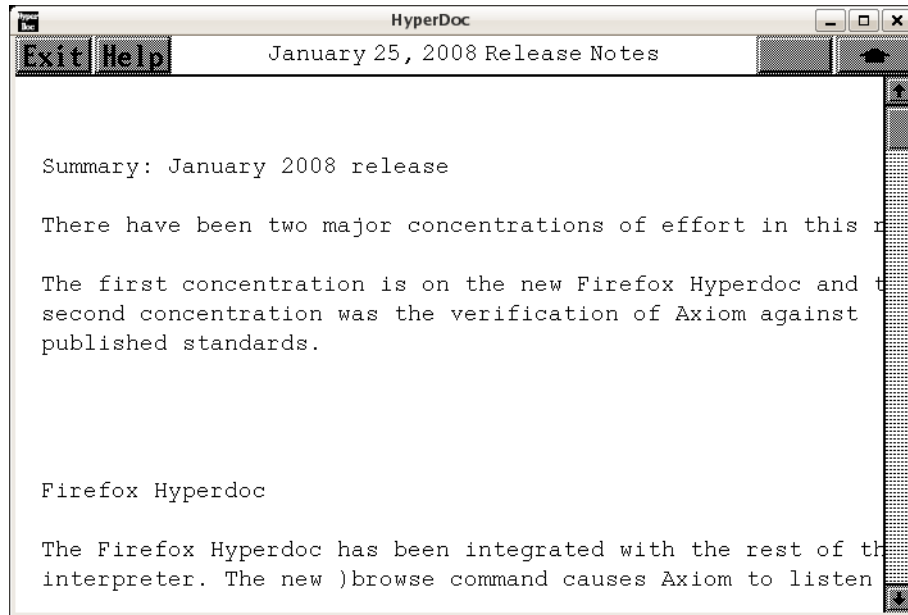 Hyper
Doc
HyperDoc
Exit Help January 25, 2008 Release Notes
Summary: January 2008 release
There have been two major concentrations of effort in this
The first concentration is on the new Firefox Hyperdoc and
second concentration was the verification of Axiom against
published standards.
Firefox Hyperdoc
The Firefox Hyperdoc has been integrated with the rest of
interpreter. The new )browse command causes Axiom to listen